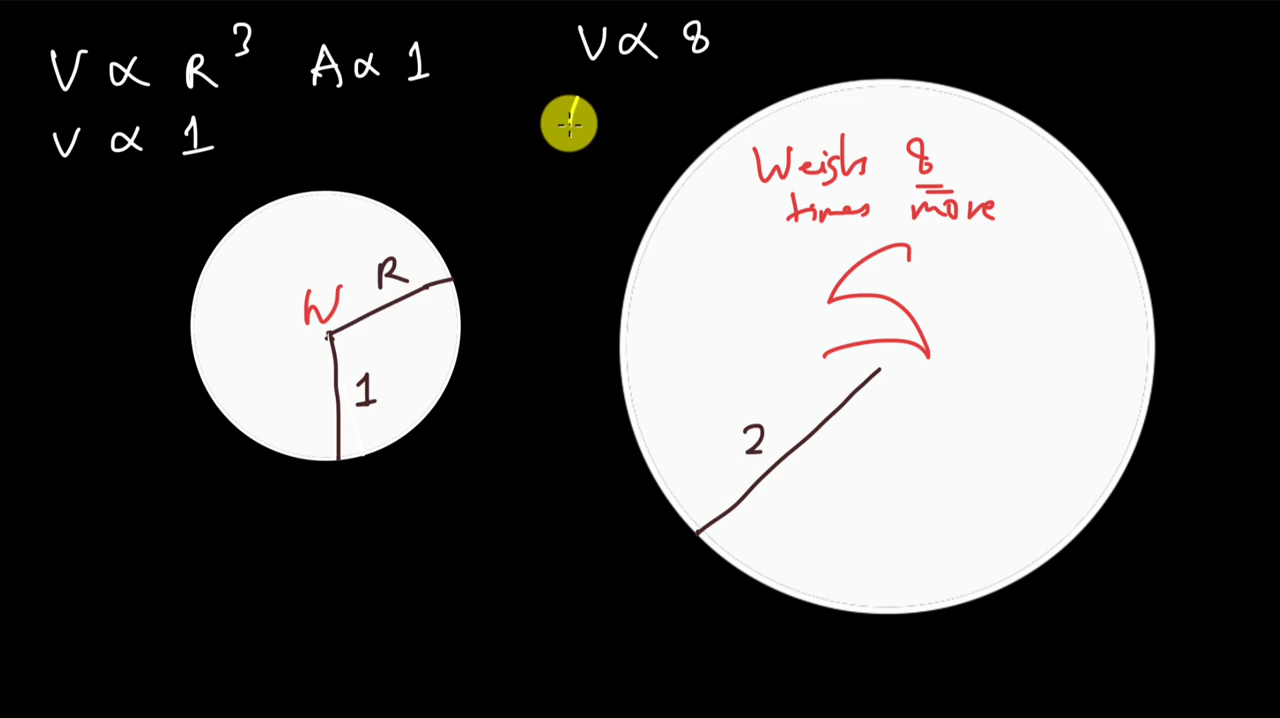 V ∝ R³ A ∝ 1
V ∝ 1
V ∝ 8
W
R
1
Weighs 8
times more
2